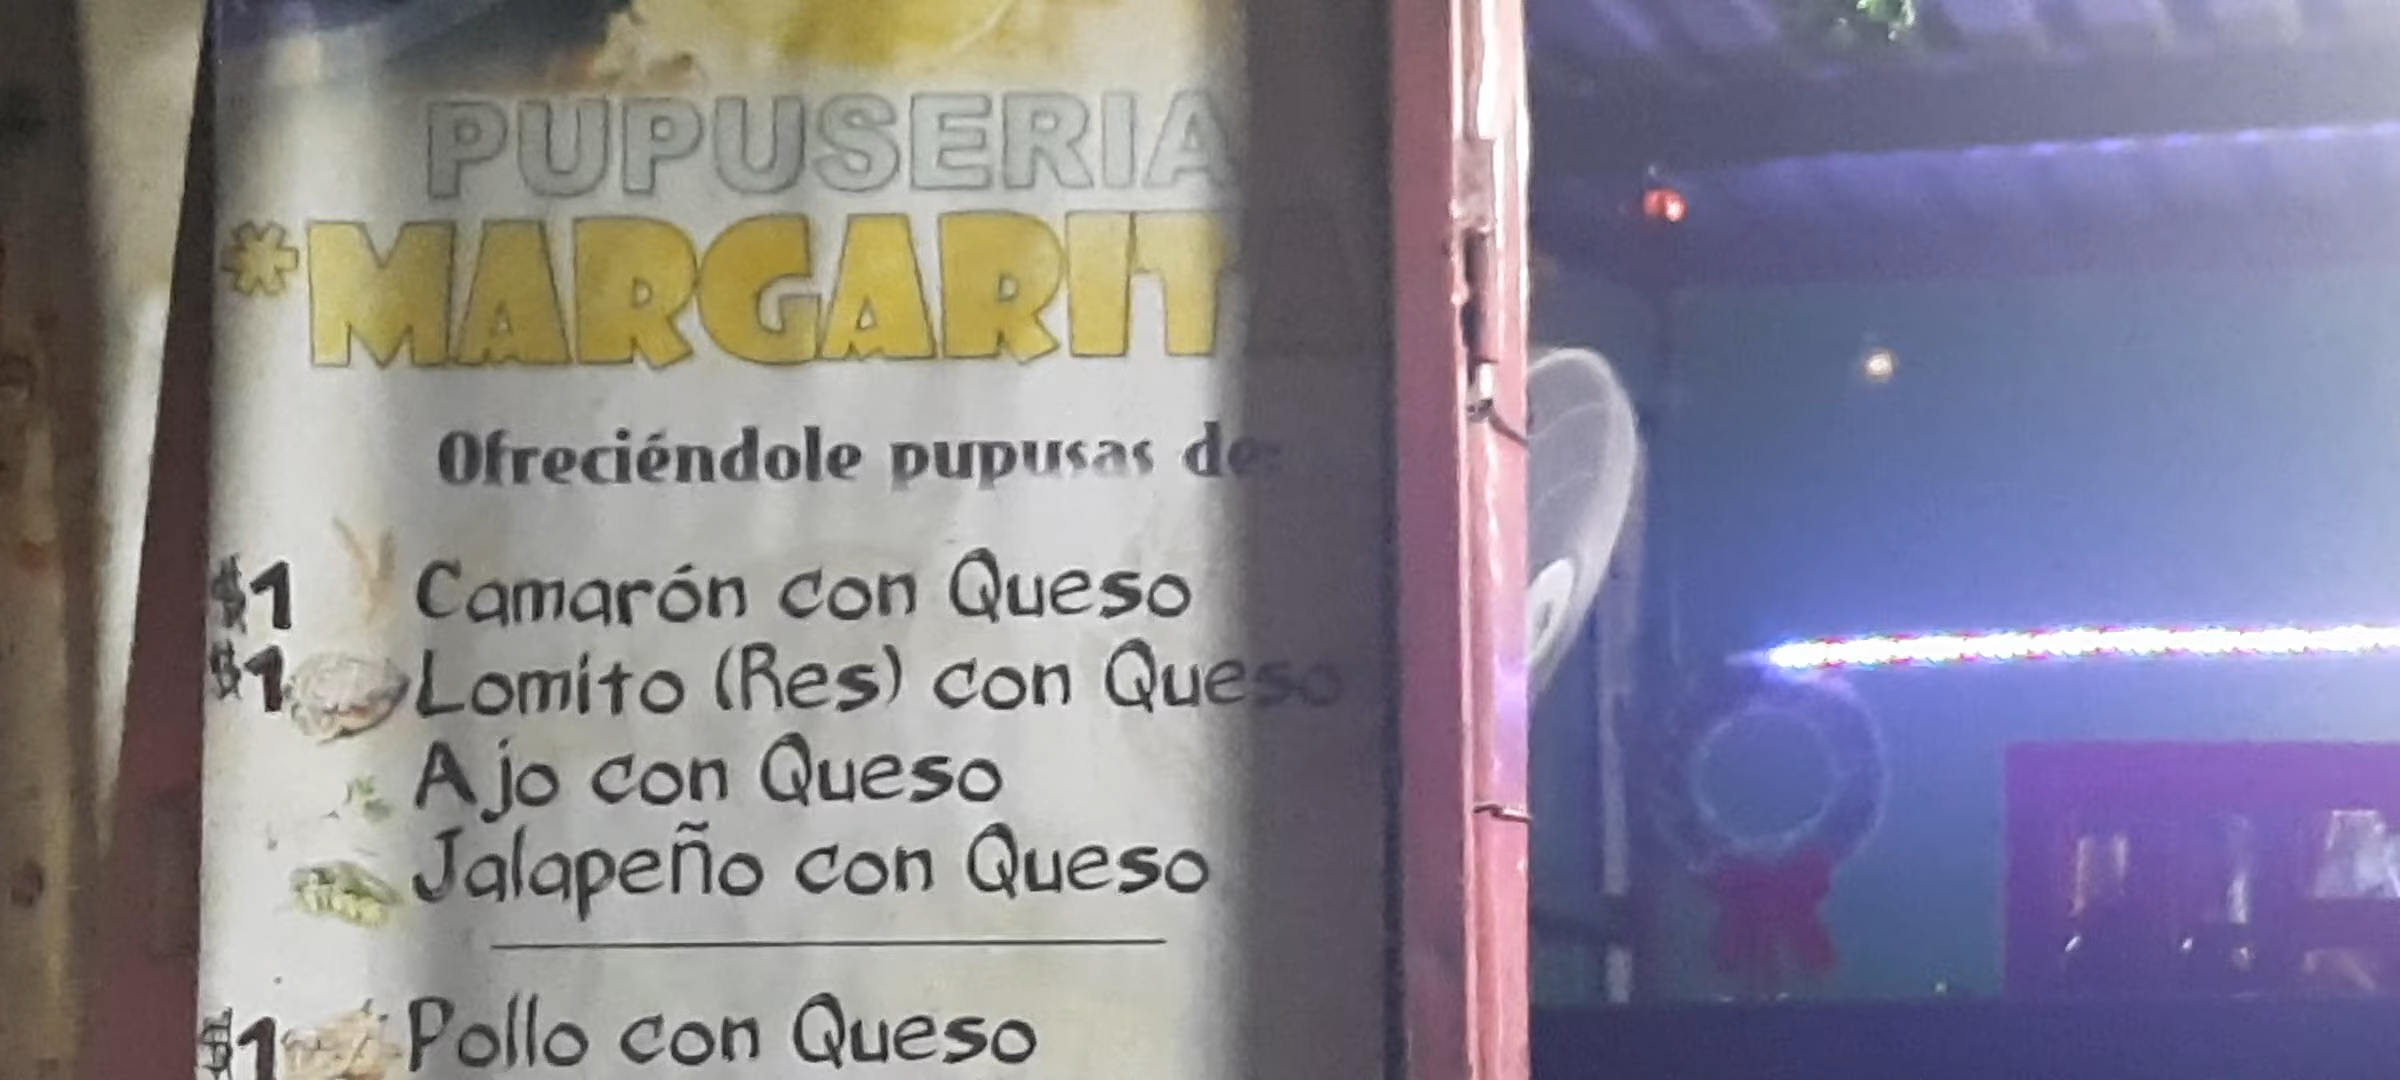 PUPUSERIA
*MARGARIT
Ofreciéndole pupusas de:
$1 Camarón con Queso
$1 Lomito (Res) con Queso
Ajo con Queso
Jalapeño con Queso
$1 Pollo con Queso